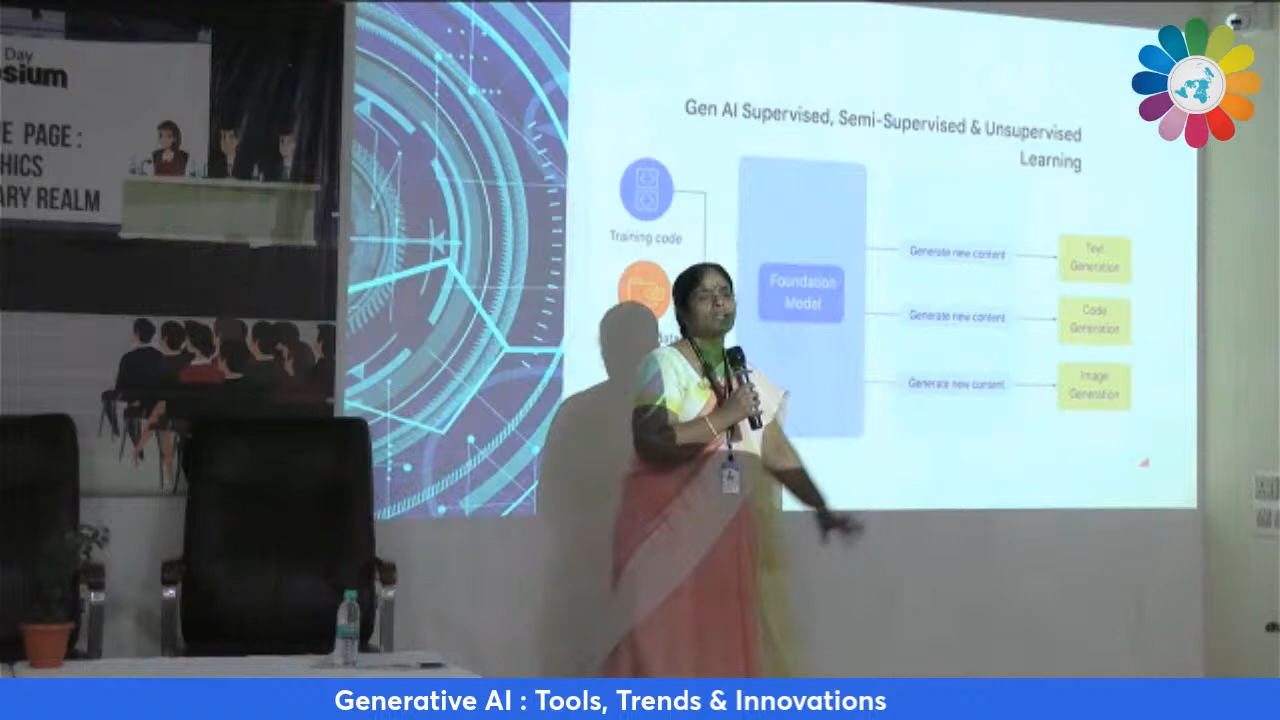 Day
sium
E PAGE :
HICS
ARY REALM
Gen AI Supervised, Semi-Supervised & Unsupervised
Learning
Training code
Foundation
Model
Generate new content
Text
Generation
Generate new content
Code
Generation
Generate new content
Image
Generation
Generative AI : Tools, Trends & Innovations